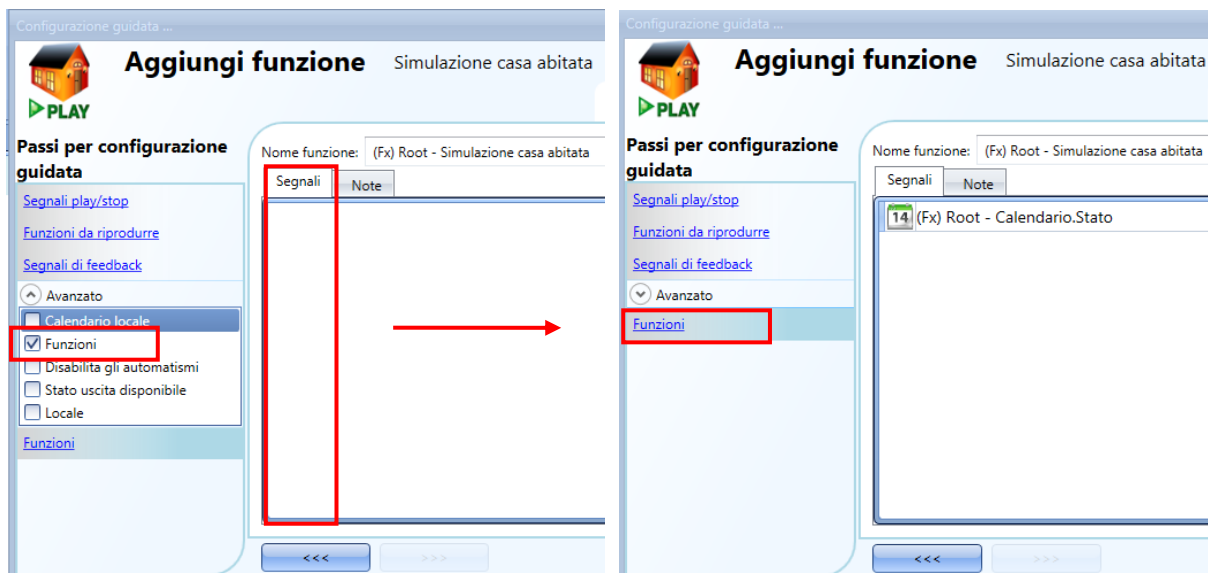 Configurazione guidata ...
Aggiungi funzione Simulazione casa abitata
PLAY
Passi per configurazione
guidata
Segnali play/stop
Funzioni da riprodurre
Segnali di feedback
Avanzato
Calendario locale
Funzioni
Disabilita gli automatismi
Stato uscita disponibile
Locale
Funzioni
Nome funzione: (Fx) Root - Simulazione casa abitata
Segnali Note
<<< >>>
Configurazione guidata ...
Aggiungi funzione Simulazione casa abitata
PLAY
Passi per configurazione
guidata
Segnali play/stop
Funzioni da riprodurre
Segnali di feedback
Avanzato
Funzioni
Nome funzione: (Fx) Root - Simulazione casa abitata
Segnali Note
14 (Fx) Root - Calendario.Stato
<<< >>>